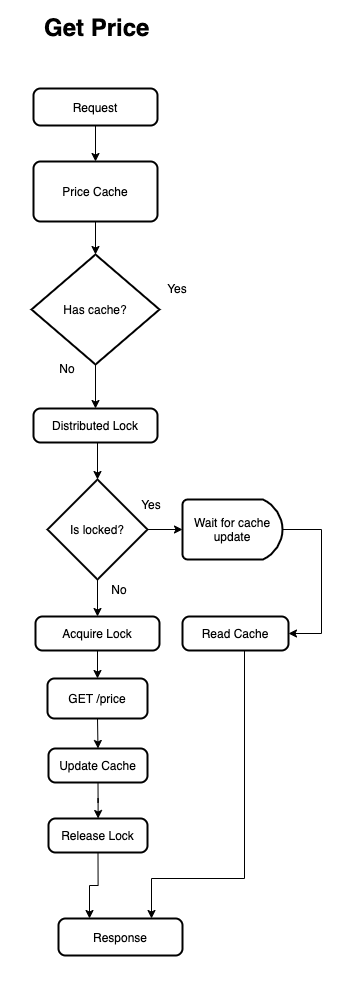 Get Price
Request
Price Cache
Has cache?
Yes
No
Distributed Lock
Is locked?
Yes
Wait for cache
update
No
Acquire Lock
Read Cache
GET /price
Update Cache
Release Lock
Response